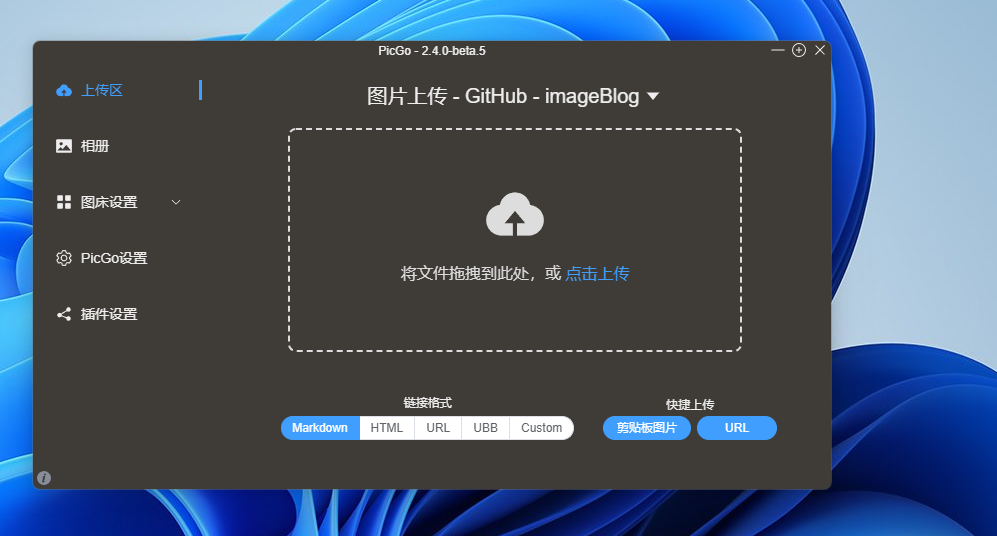 PicGo - 2.4.0-beta.5
上传区
相册
图床设置
PicGo设置
插件设置
图片上传 - GitHub - imageBlog
将文件拖拽到此处，或 点击上传
链接格式
Markdown HTML URL UBB Custom
快捷上传
剪贴板图片 URL
i